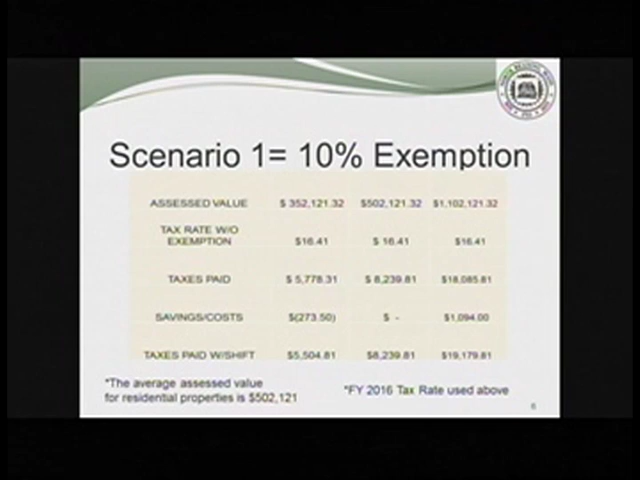 Scenario 1= 10% Exemption
ASSESSED VALUE $ 352,121.32 $502,121.32 $1,102,121.32
TAX RATE W/O
EXEMPTION $16.41 $ 16.41 $16.41
TAXES PAID $ 5,778.31 $ 8,239.81 $18,085.81
SAVINGS/COSTS $(273.50) $ - $1,094.00
TAXES PAID W/SHIFT $5,504.81 $8,239.81 $19,179.81
*The average assessed value
for residential properties is $502,121
*FY 2016 Tax Rate used above
6